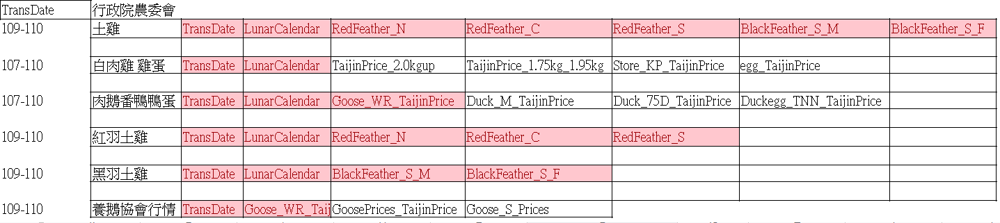 TransDate 行政院農委會
109-110 土雞 TransDate LunarCalendar RedFeather_N RedFeather_C RedFeather_S BlackFeather_S_M BlackFeather_S_F
107-110 白肉雞 雞蛋 TransDate LunarCalendar TaijinPrice_2.0kgup TaijinPrice_1.75kg_1.95kg Store_KP_TaijinPrice egg_TaijinPrice
107-110 肉鵝番鴨鴨蛋 TransDate LunarCalendar Goose_WR_TaijinPrice Duck_M_TaijinPrice Duck_75D_TaijinPrice Duckegg_TNN_TaijinPrice
109-110 紅羽土雞 TransDate LunarCalendar RedFeather_N RedFeather_C RedFeather_S
109-110 黑羽土雞 TransDate LunarCalendar BlackFeather_S_M BlackFeather_S_F
109-110 養鵝協會行情 TransDate Goose_WR_Taij GoosePrices_TaijinPrice Goose_S_Prices